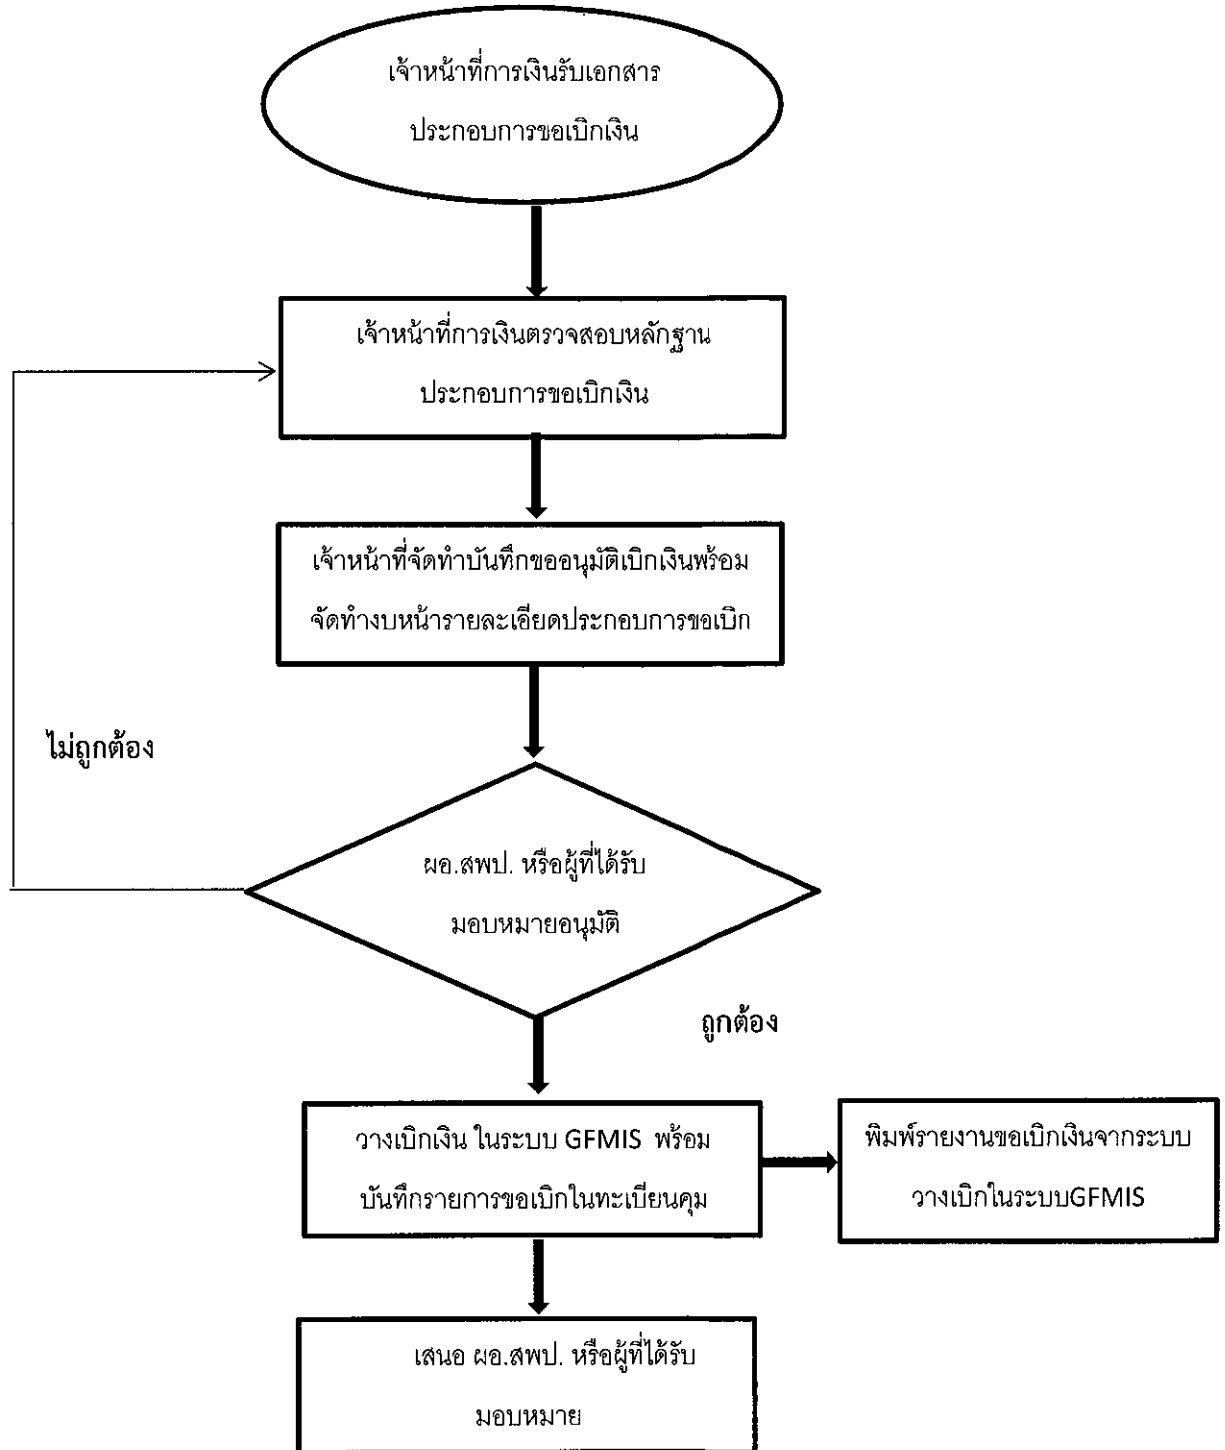 เจ้าหน้าที่การเงินรับเอกสาร
ประกอบการขอเบิกเงิน
เจ้าหน้าที่การเงินตรวจสอบหลักฐาน
ประกอบการขอเบิกเงิน
เจ้าหน้าที่จัดทำบันทึกขออนุมัติเบิกเงินพร้อม
จัดทำงบหน้ารายละเอียดประกอบการขอเบิก
ไม่ถูกต้อง
ผอ.สพป. หรือผู้ที่ได้รับ
มอบหมายอนุมัติ
ถูกต้อง
วางเบิกเงิน ในระบบ GFMIS พร้อม
บันทึกรายการขอเบิกในทะเบียนคุม
พิมพ์รายงานขอเบิกเงินจากระบบ
วางเบิกในระบบGFMIS
เสนอ ผอ.สพป. หรือผู้ที่ได้รับ
มอบหมาย